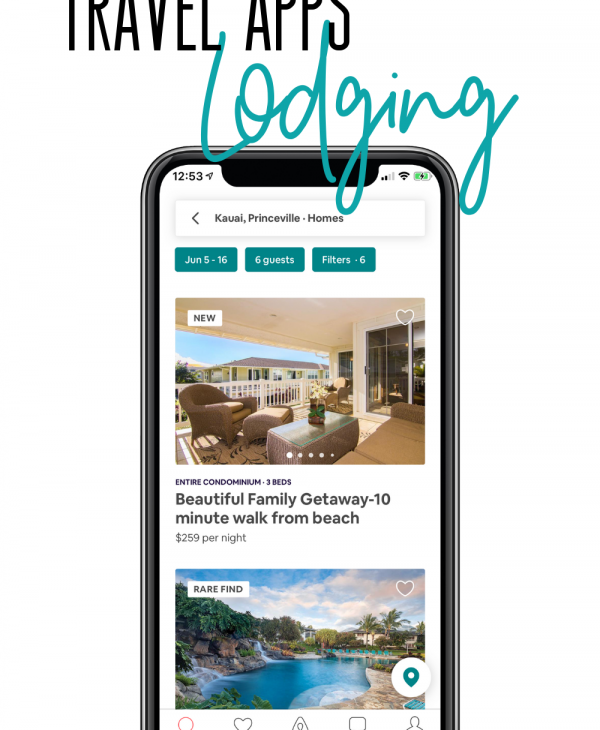 TRAVEL APPS
Lodging
12:53
Kauai, Princeville · Homes
Jun 5 - 16
6 guests
Filters · 6
NEW
ENTIRE CONDOMINIUM · 3 BEDS
Beautiful Family Getaway-10
minute walk from beach
$259 per night
RARE FIND